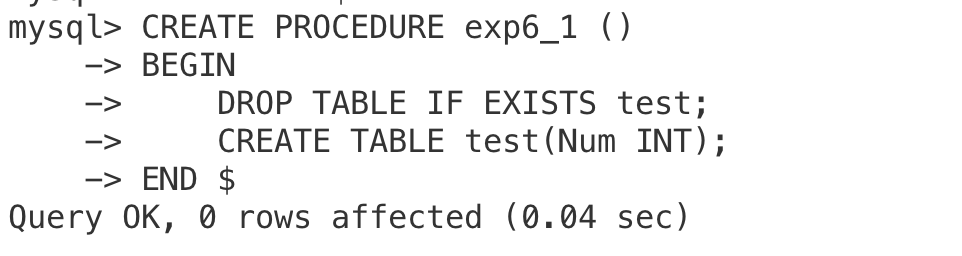 mysql> CREATE PROCEDURE exp6_1 ()
    -> BEGIN
    ->     DROP TABLE IF EXISTS test;
    ->     CREATE TABLE test(Num INT);
    -> END $
Query OK, 0 rows affected (0.04 sec)